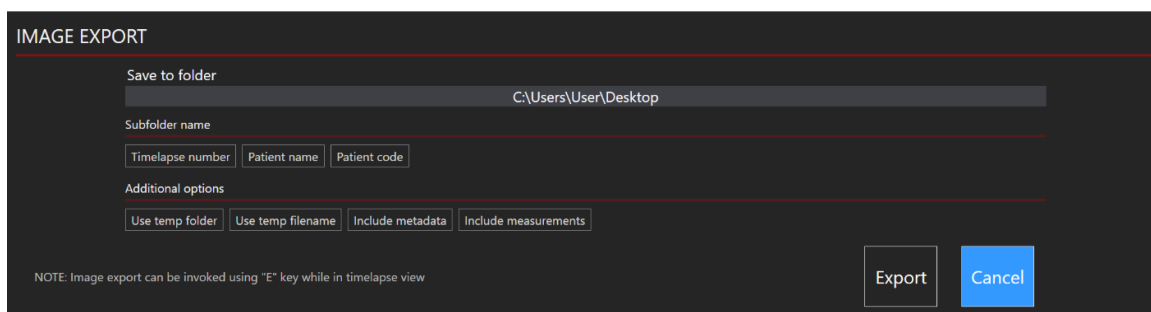 IMAGE EXPORT
Save to folder
C:\Users\User\Desktop
Subfolder name
Timelapse number Patient name Patient code
Additional options
Use temp folder Use temp filename Include metadata Include measurements
NOTE: Image export can be invoked using "E" key while in timelapse view
Export Cancel